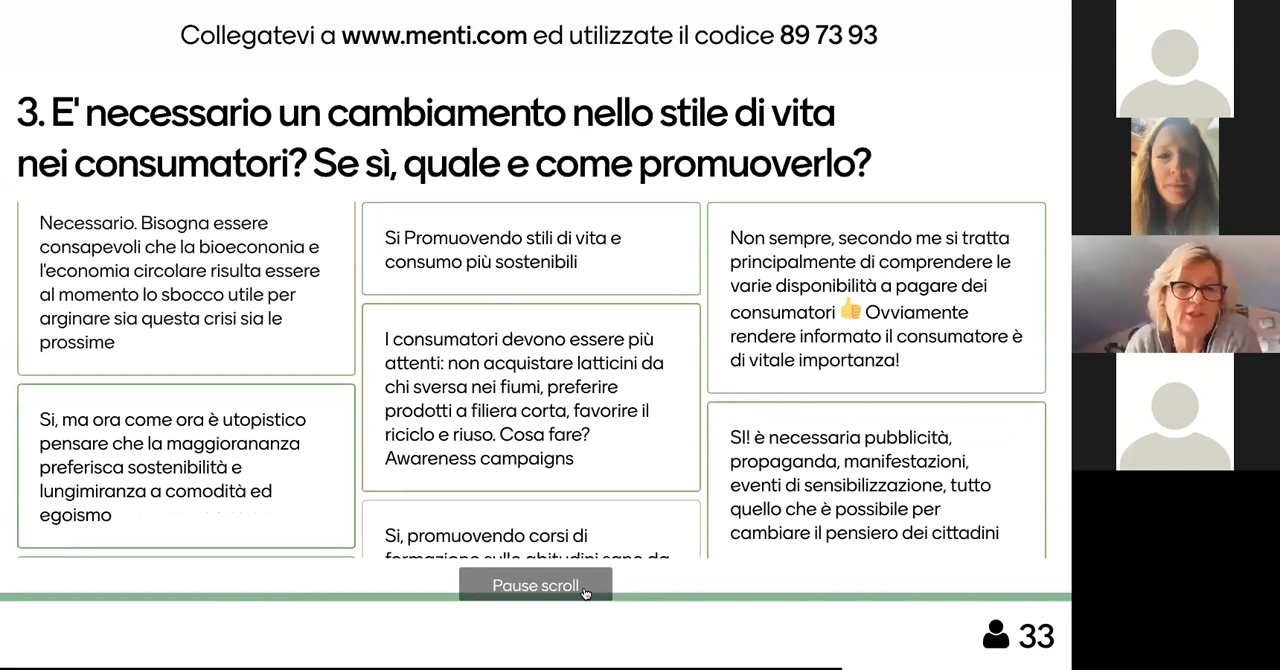 Collegatevi a www.menti.com ed utilizzate il codice 89 73 93
3. E' necessario un cambiamento nello stile di vita
nei consumatori? Se sì, quale e come promuoverlo?
Necessario. Bisogna essere
consapevoli che la bioeconomia e
l'economia circolare risulta essere
al momento lo sbocco utile per
arginare sia questa crisi sia le
prossime
Si, ma ora come ora è utopistico
pensare che la maggiorananza
preferisca sostenibilità e
lungimiranza a comodità ed
egoismo
Si Promuovendo stili di vita e
consumo più sostenibili
I consumatori devono essere più
attenti: non acquistare latticini da
chi sversa nei fiumi, preferire
prodotti a filiera corta, favorire il
riciclo e riuso. Cosa fare?
Awareness campaigns
Si, promuovendo corsi di
formazione sulle abitudini sane da
Non sempre, secondo me si tratta
principalmente di comprendere le
varie disponibilità a pagare dei
consumatori 👍 Ovviamente
rendere informato il consumatore è
di vitale importanza!
SI! è necessaria pubblicità,
propaganda, manifestazioni,
eventi di sensibilizzazione, tutto
quello che è possibile per
cambiare il pensiero dei cittadini
Pause scroll
33